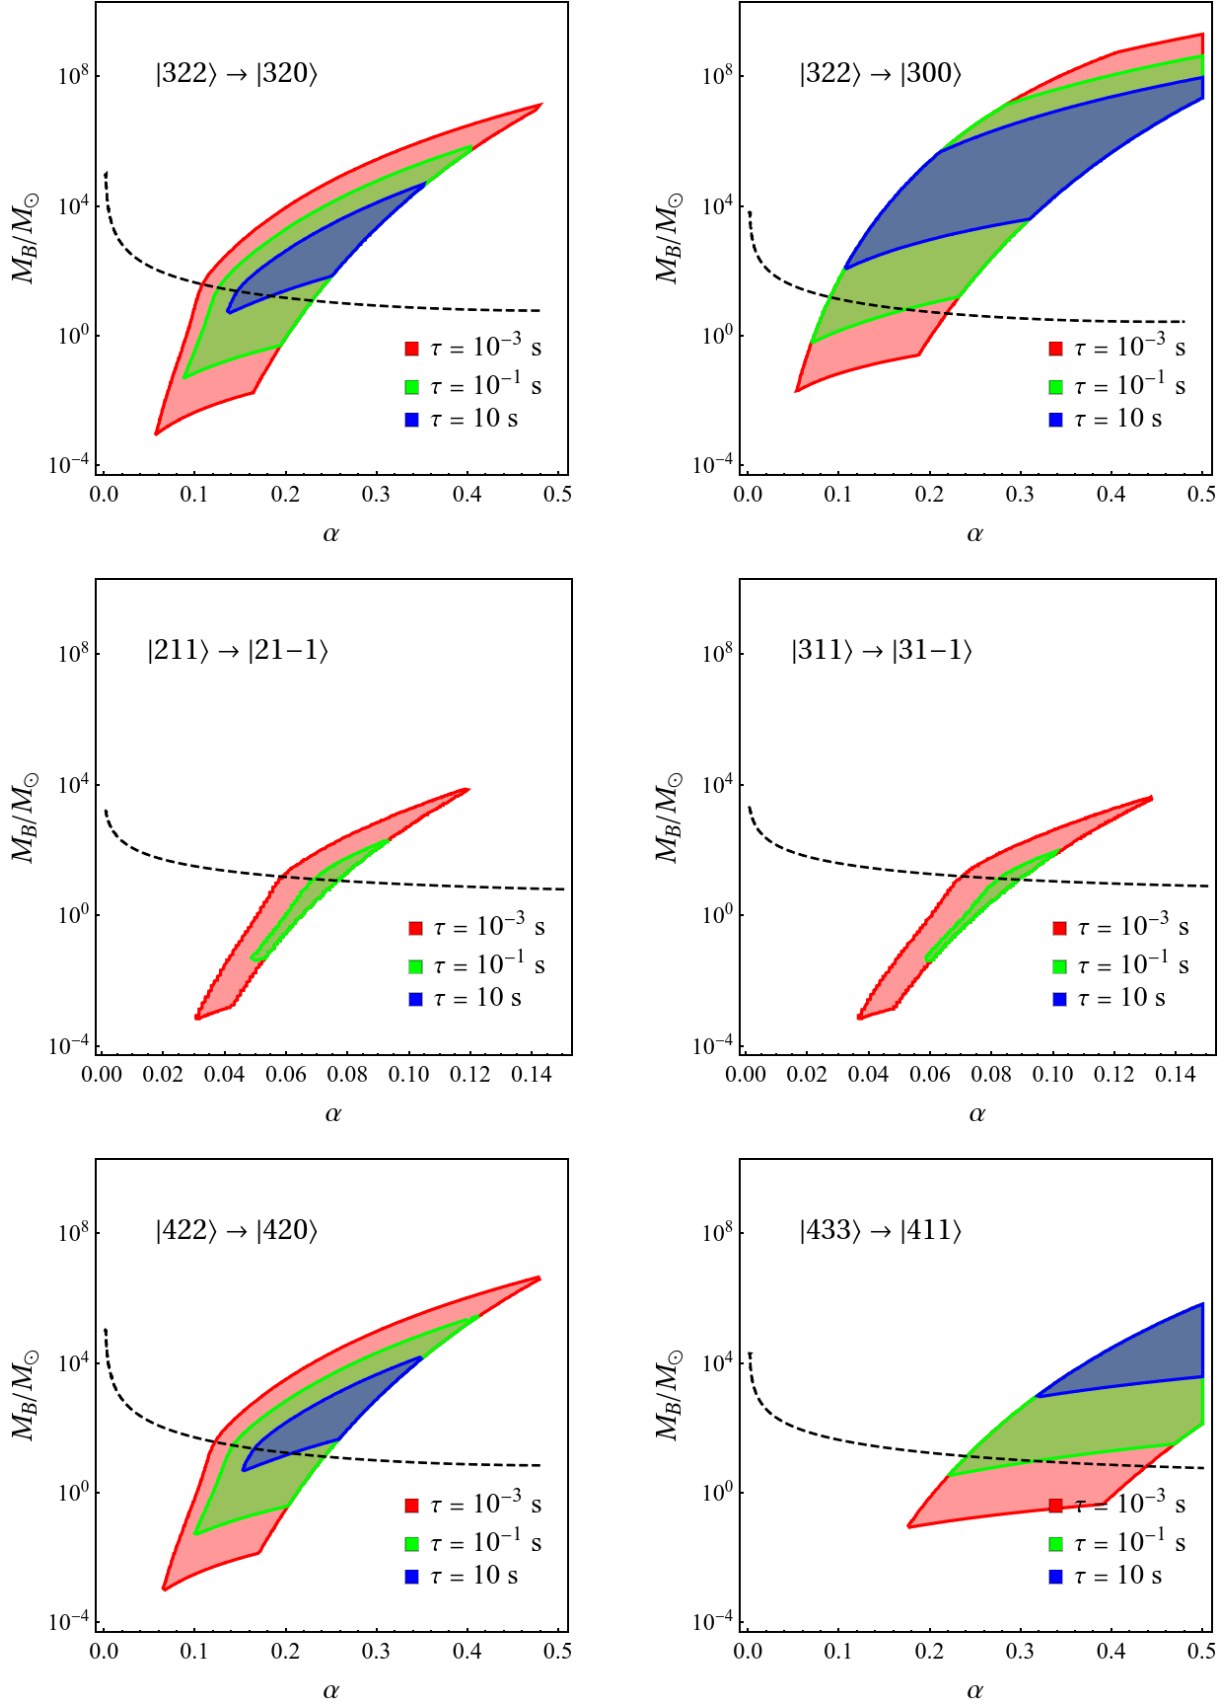 |322⟩ → |320⟩
M_B/M_⊙
10^8
10^4
10^0
10^−4
τ = 10^−3 s
τ = 10^−1 s
τ = 10 s
0.0 0.1 0.2 0.3 0.4 0.5
α
|322⟩ → |300⟩
M_B/M_⊙
10^8
10^4
10^0
10^−4
τ = 10^−3 s
τ = 10^−1 s
τ = 10 s
0.0 0.1 0.2 0.3 0.4 0.5
α
|211⟩ → |21−1⟩
M_B/M_⊙
10^8
10^4
10^0
10^−4
τ = 10^−3 s
τ = 10^−1 s
τ = 10 s
0.00 0.02 0.04 0.06 0.08 0.10 0.12 0.14
α
|311⟩ → |31−1⟩
M_B/M_⊙
10^8
10^4
10^0
10^−4
τ = 10^−3 s
τ = 10^−1 s
τ = 10 s
0.00 0.02 0.04 0.06 0.08 0.10 0.12 0.14
α
|422⟩ → |420⟩
M_B/M_⊙
10^8
10^4
10^0
10^−4
τ = 10^−3 s
τ = 10^−1 s
τ = 10 s
0.0 0.1 0.2 0.3 0.4 0.5
α
|433⟩ → |411⟩
M_B/M_⊙
10^8
10^4
10^0
10^−4
τ = 10^−3 s
τ = 10^−1 s
τ = 10 s
0.0 0.1 0.2 0.3 0.4 0.5
α